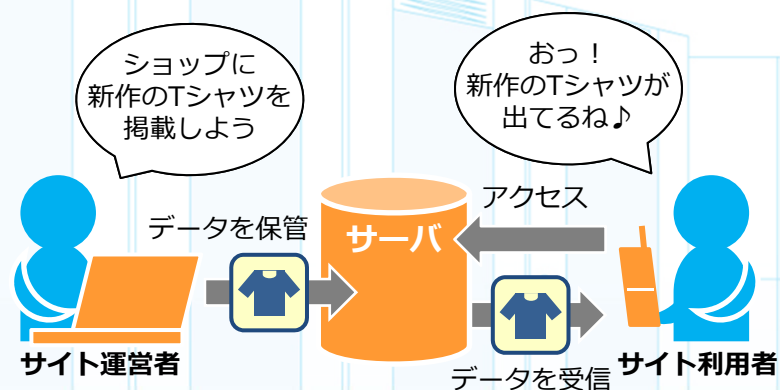 ショップに
新作のTシャツを
掲載しよう
おっ！
新作のTシャツが
出てるね♪
データを保管
サーバ
アクセス
データを受信
サイト運営者
サイト利用者